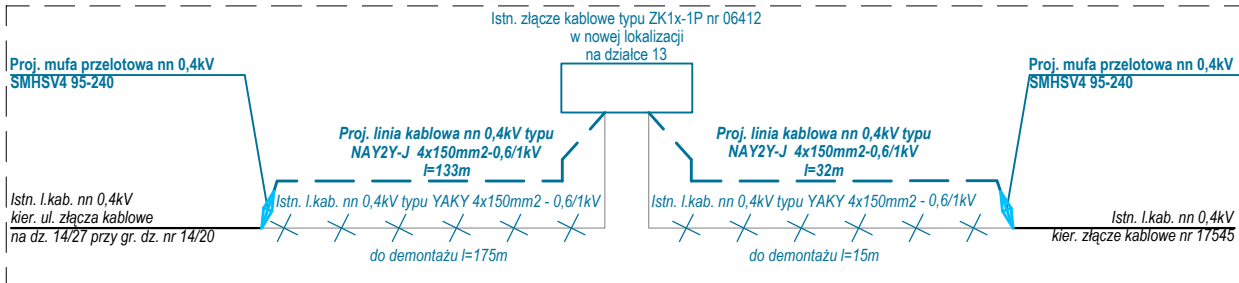 Istn. złącze kablowe typu ZK1x-1P nr 06412
w nowej lokalizacji
na działce 13
Proj. mufa przelotowa nn 0,4kV
SMHSV4 95-240
Proj. mufa przelotowa nn 0,4kV
SMHSV4 95-240
Proj. linia kablowa nn 0,4kV typu
NAY2Y-J 4x150mm2-0,6/1kV
l=133m
Proj. linia kablowa nn 0,4kV typu
NAY2Y-J 4x150mm2-0,6/1kV
l=32m
Istn. l.kab. nn 0,4kV
kier. ul. złącza kablowe
na dz. 14/27 przy gr. dz. nr 14/20
Istn. l.kab. nn 0,4kV typu YAKY 4x150mm2 - 0,6/1kV
do demontażu l=175m
Istn. l.kab. nn 0,4kV typu YAKY 4x150mm2 - 0,6/1kV
do demontażu l=15m
Istn. l.kab. nn 0,4kV
kier. złącze kablowe nr 17545